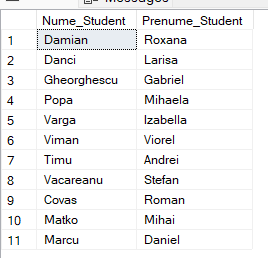 Messages
Nume_Student Prenume_Student
1 Damian Roxana
2 Danci Larisa
3 Gheorghescu Gabriel
4 Popa Mihaela
5 Varga Izabella
6 Viman Viorel
7 Timu Andrei
8 Vacareanu Stefan
9 Covas Roman
10 Matko Mihai
11 Marcu Daniel